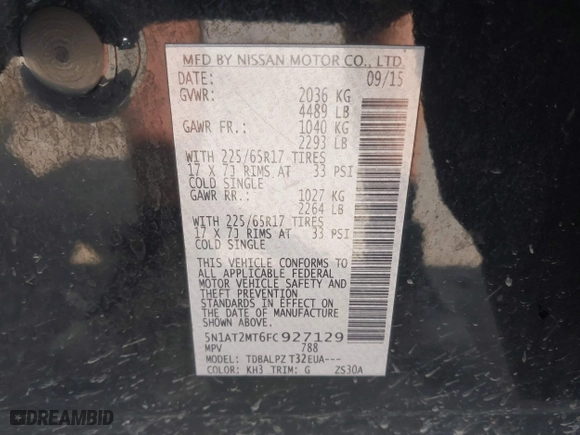 MFD BY NISSAN MOTOR CO., LTD.
DATE: 09/15
GVWR: 2036 KG
4489 LB
GAWR FR.: 1040 KG
2293 LB
WITH 225/65R17 TIRES
17 X 7J RIMS AT 33 PSI
COLD SINGLE
GAWR RR.: 1027 KG
2264 LB
WITH 225/65R17 TIRES
17 X 7J RIMS AT 33 PSI
COLD SINGLE
THIS VEHICLE CONFORMS TO
ALL APPLICABLE FEDERAL
MOTOR VEHICLE SAFETY AND
THEFT PREVENTION
STANDARDS IN EFFECT ON
THE DATE OF MANUFACTURE
SHOWN ABOVE.
5N1AT2MT6FC927129
MPV 788
MODEL: TDBALPZ T32EUA---
COLOR: KH3 TRIM: G ZS30A
DREAMBID